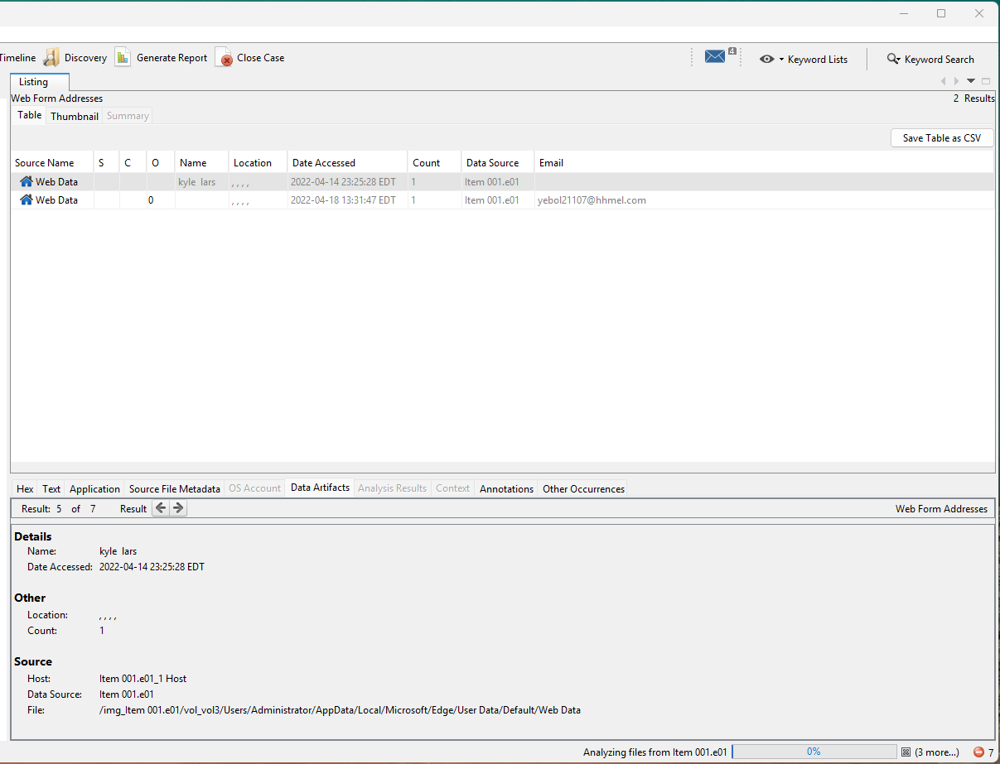 Timeline Discovery Generate Report Close Case 4 Keyword Lists Keyword Search
Listing
Web Form Addresses 2 Results
Table Thumbnail Summary
Save Table as CSV
Source Name S C O Name Location Date Accessed Count Data Source Email
Web Data kyle lars , , , , 2022-04-14 23:25:28 EDT 1 Item 001.e01
Web Data 0 , , , , 2022-04-18 13:31:47 EDT 1 Item 001.e01 yebol21107@hhmel.com
Hex Text Application Source File Metadata OS Account Data Artifacts Analysis Results Context Annotations Other Occurrences
Result: 5 of 7 Result Web Form Addresses
Details
Name: kyle lars
Date Accessed: 2022-04-14 23:25:28 EDT
Other
Location: , , , ,
Count: 1
Source
Host: Item 001.e01_1 Host
Data Source: Item 001.e01
File: /img_Item 001.e01/vol_vol3/Users/Administrator/AppData/Local/Microsoft/Edge/User Data/Default/Web Data
Analyzing files from Item 001.e01 0% (3 more...) 7